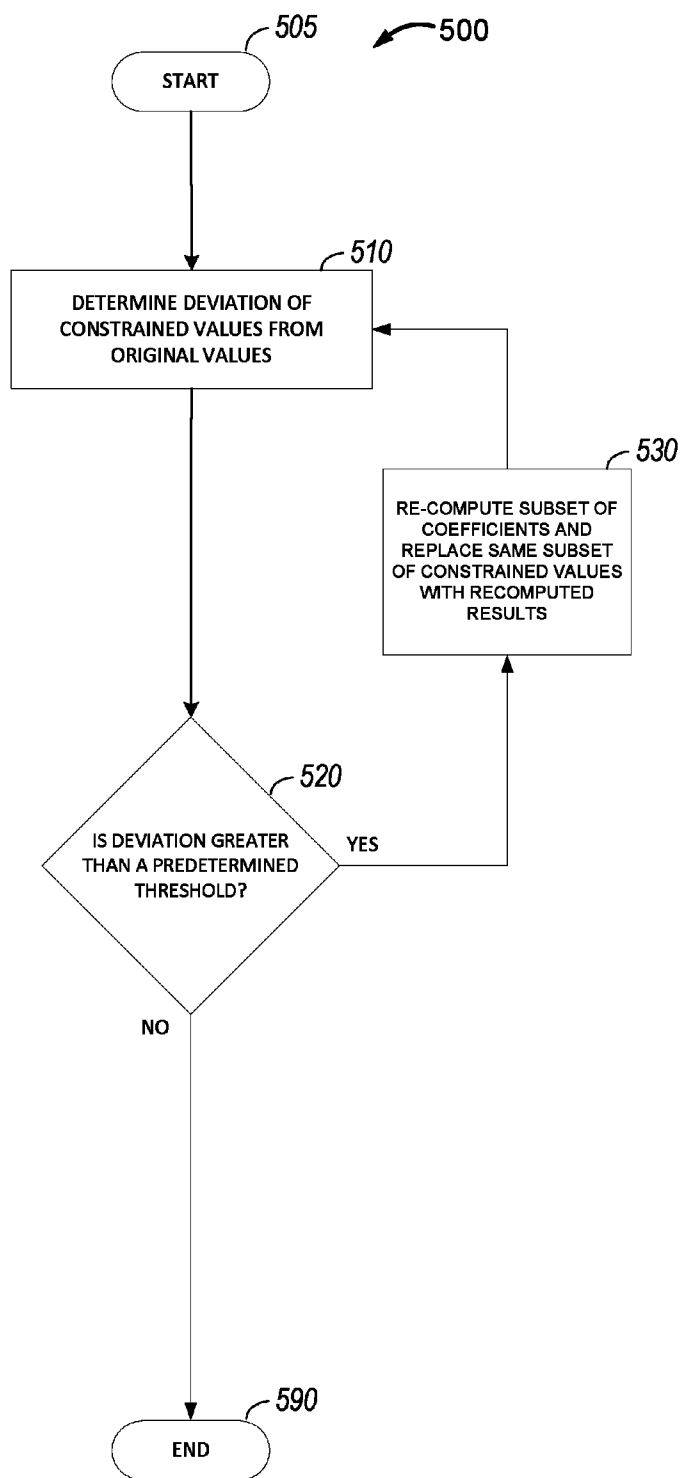 505
500
START
510
DETERMINE DEVIATION OF
CONSTRAINED VALUES FROM
ORIGINAL VALUES
530
RE-COMPUTE SUBSET OF
COEFFICIENTS AND
REPLACE SAME SUBSET
OF CONSTRAINED VALUES
WITH RECOMPUTED
RESULTS
520
IS DEVIATION GREATER
THAN A PREDETERMINED
THRESHOLD?
YES
NO
590
END